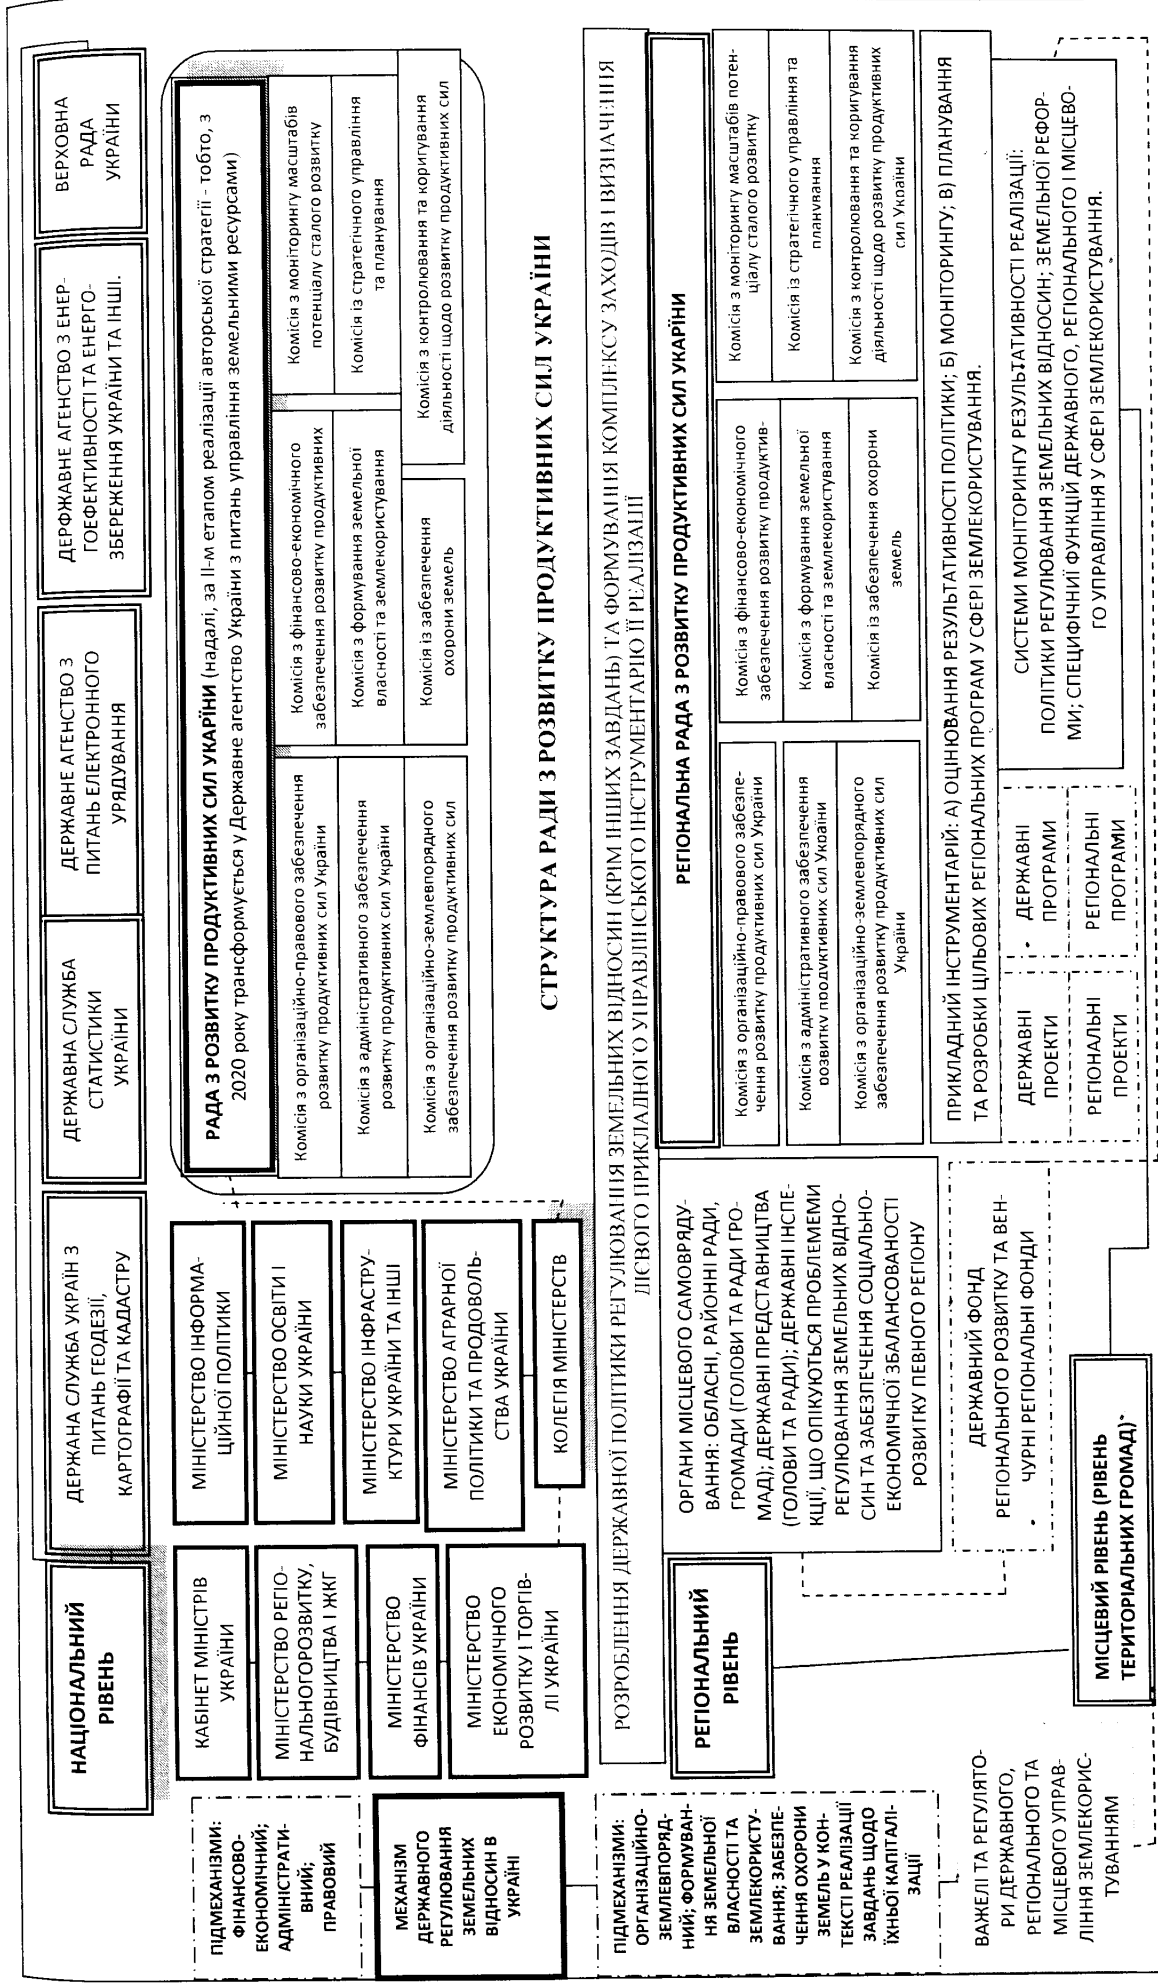 НАЦІОНАЛЬНИЙ
РІВЕНЬ
ДЕРЖАНА СЛУЖБА УКРАЇН З
ПИТАНЬ ГЕОДЕЗІЇ,
КАРТОГРАФІЇ ТА КАДАСТРУ
ДЕРЖАВНА СЛУЖБА
СТАТИСТИКИ
УКРАЇНИ
ДЕРЖАВНЕ АГЕНСТВО З
ПИТАНЬ ЕЛЕКТРОННОГО
УРЯДУВАННЯ
ДЕРФЖАВНЕ АГЕНСТВО З ЕНЕР-
ГОЕФЕКТИВНОСТІ ТА ЕНЕРГО-
ЗБЕРЕЖЕННЯ УКРАЇНИ ТА ІНШІ.
ВЕРХОВНА
РАДА
УКРАЇНИ
ПІДМЕХАНІЗМИ:
ФІНАНСОВО-
ЕКОНОМІЧНИЙ;
АДМІНІСТРАТИ-
ВНИЙ;
ПРАВОВИЙ
МЕХАНІЗМ
ДЕРЖАВНОГО
РЕГУЛЮВАННЯ
ЗЕМЕЛЬНИХ
ВІДНОСИН В
УКРАЇНІ
ПІДМЕХАНІЗМИ:
ОРГАНІЗАЦІЙНО-
ЗЕМЛЕВПОРЯД-
НИЙ; ФОРМУВАН-
НЯ ЗЕМЕЛЬНОЇ
ВЛАСНОСТІ ТА
ЗЕМЛЕКОРИСТУ-
ВАННЯ; ЗАБЕЗПЕ-
ЧЕННЯ ОХОРОНИ
ЗЕМЕЛЬ У КОН-
ТЕКСТІ РЕАЛІЗАЦІЇ
ЗАВДАНЬ ЩОДО
ЇХНЬОЇ КАПІТАЛІ-
ЗАЦІЇ
ВАЖЕЛІ ТА РЕГУЛЯТО-
РИ ДЕРЖАВНОГО,
РЕГІОНАЛЬНОГО ТА
МІСЦЕВОГО УПРАВ-
ЛІННЯ ЗЕМЛЕКОРИС-
ТУВАННЯМ
КАБІНЕТ МІНІСТРІВ
УКРАЇНИ
МІНІСТЕРСТВО РЕГІО-
НАЛЬНОГОРОЗВИТКУ,
БУДІВНИЦТВА І ЖКГ
МІНІСТЕРСТВО
ФІНАНСІВ УКРАЇНИ
МІНІСТЕРСТВО
ЕКОНОМІЧНОГО
РОЗВИТКУ І ТОРГІВ-
ЛІ УКРАЇНИ
МІНІСТЕРСТВО ІНФОРМА-
ЦІЙНОЇ ПОЛІТИКИ
МІНІСТЕРСТВО ОСВІТИ І
НАУКИ УКРАЇНИ
МІНІСТЕРСТВО ІНФРАСТРУ-
КТУРИ УКРАЇНИ ТА ІНШІ
МІНІСТЕРСТВО АГРАРНОЇ
ПОЛІТИКИ ТА ПРОДОВОЛЬ-
СТВА УКРАЇНИ
КОЛЕГІЯ МІНІСТЕРСТВ
РАДА З РОЗВИТКУ ПРОДУКТИВНИХ СИЛ УКАРЇНИ (надалі, за ІІ-м етапом реалізації авторської стратегії – тобто, з
2020 року трансформується у Державне агентство України з питань управління земельними ресурсами)
Комісія з організаційно-правового забезпечення
розвитку продуктивних сил України
Комісія з адміністративного забезпечення
розвитку продуктивних сил України
Комісія з організаційно-землевпорядного
забезпечення розвитку продуктивних сил
Комісія з фінансово-економічного
забезпечення розвитку продуктивних
Комісія з формування земельної
власності та землекористування
Комісія із забезпечення
охорони земель
Комісія з моніторингу масштабів
потенціалу сталого розвитку
Комісія із стратегічного управління
та планування
Комісія з контролювання та коригування
діяльності щодо розвитку продуктивних сил
СТРУКТУРА РАДИ З РОЗВИТКУ ПРОДУКТИВНИХ СИЛ УКРАЇНИ
РОЗРОБЛЕННЯ ДЕРЖАВНОЇ ПОЛІТИКИ РЕГУЛЮВАННЯ ЗЕМЕЛЬНИХ ВІДНОСИН (КРІМ ІНШИХ ЗАВДАНЬ) ТА ФОРМУВАННЯ КОМПЛЕКСУ ЗАХОДІВ І ВИЗНАЧЕННЯ
ДІЄВОГО ПРИКЛАДНОГО УПРАВЛІНСЬКОГО ІНСТРУМЕНТАРІЮ ЇЇ РЕАЛІЗАЦІЇ
РЕГІОНАЛЬНИЙ
РІВЕНЬ
ОРГАНИ МІСЦЕВОГО САМОВРЯДУ-
ВАННЯ: ОБЛАСНІ, РАЙОННІ РАДИ,
ГРОМАДИ (ГОЛОВИ ТА РАДИ ГРО-
МАД); ДЕРЖАВНІ ПРЕДСТАВНИЦТВА
(ГОЛОВИ ТА РАДИ); ДЕРЖАВНІ ІНСПЕ-
КЦІЇ, ЩО ОПІКУЮТЬСЯ ПРОБЛЕМЕМИ
РЕГУЛЮВАННЯ ЗЕМЕЛЬНИХ ВІДНО-
СИН ТА ЗАБЕЗПЕЧЕННЯ СОЦІАЛЬНО-
ЕКОНОМІЧНОЇ ЗБАЛАНСОВАНОСТІ
РОЗВИТКУ ПЕВНОГО РЕГІОНУ
ДЕРЖАВНИЙ ФОНД
РЕГІОНАЛЬНОГО РОЗВИТКУ ТА ВЕН-
ЧУРНІ РЕГІОНАЛЬНІ ФОНДИ
МІСЦЕВИЙ РІВЕНЬ (РІВЕНЬ
ТЕРИТОРІАЛЬНИХ ГРОМАД)*
РЕГІОНАЛЬНА РАДА З РОЗВИТКУ ПРОДУКТИВНИХ СИЛ УКАРЇНИ
Комісія з організаційно-правового забезпе-
чення розвитку продуктивних сил України
Комісія з адміністративного забезпечення
розвитку продуктивних сил України
Комісія з організаційно-землевпорядного
забезпечення розвитку продуктивних сил
України
Комісія з фінансово-економічного
забезпечення розвитку продуктив-
Комісія з формування земельної
власності та землекористування
Комісія із забезпечення охорони
земель
Комісія з моніторингу масштабів потен-
ціалу сталого розвитку
Комісія із стратегічного управління та
планування
Комісія з контролювання та коригування
діяльності щодо розвитку продуктивних
сил України
ПРИКЛАДНИЙ ІНСТРУМЕНТАРІЙ: А) ОЦІНЮВАННЯ РЕЗУЛЬТАТИВНОСТІ ПОЛІТИКИ; Б) МОНІТОРИНГУ; В) ПЛАНУВАННЯ
ТА РОЗРОБКИ ЦІЛЬОВИХ РЕГІОНАЛЬНИХ ПРОГРАМ У СФЕРІ ЗЕМЛЕКОРИСТУВАННЯ.
ДЕРЖАВНІ
ПРОЕКТИ
ДЕРЖАВНІ
ПРОГРАМИ
РЕГІОНАЛЬНІ
ПРОЕКТИ
РЕГІОНАЛЬНІ
ПРОГРАМИ
СИСТЕМИ МОНІТОРИНГУ РЕЗУЛЬТАТИВНОСТІ РЕАЛІЗАЦІЇ:
ПОЛІТИКИ РЕГУЛЮВАННЯ ЗЕМЕЛЬНИХ ВІДНОСИН; ЗЕМЕЛЬНОЇ РЕФОР-
МИ; СПЕЦИФІЧНИЇ ФУНКЦІЙ ДЕРЖАВНОГО, РЕГІОНАЛЬНОГО І МІСЦЕВО-
ГО УПРАВЛІННЯ У СФЕРІ ЗЕМЛЕКОРИСТУВАННЯ.